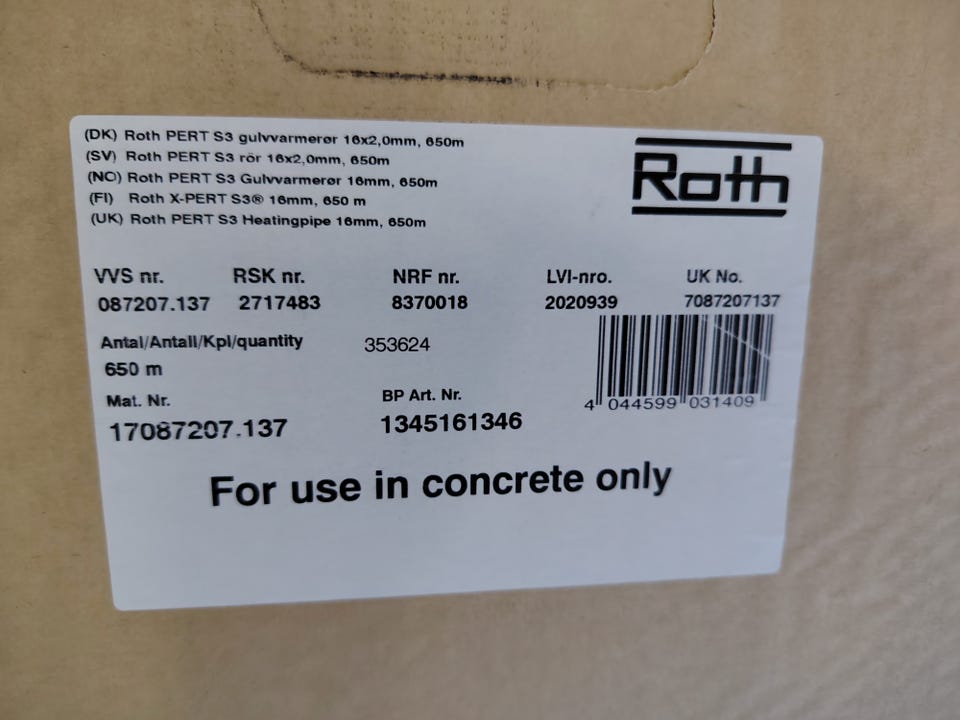 (DK) Roth PERT S3 gulvvarmerør 16x2,0mm, 650m
(SV) Roth PERT S3 rör 16x2,0mm, 650m
(NO) Roth PERT S3 Gulvvarmerør 16mm, 650m
(FI) Roth X-PERT S3® 16mm, 650 m
(UK) Roth PERT S3 Heatingpipe 16mm, 650m
Roth
VVS nr. RSK nr. NRF nr. LVI-nro. UK No.
087207.137 2717483 8370018 2020939 7087207137
Antal/Antall/Kpl/quantity 353624
650 m
4 044599 031409
Mat. Nr. BP Art. Nr.
17087207.137 1345161346
For use in concrete only